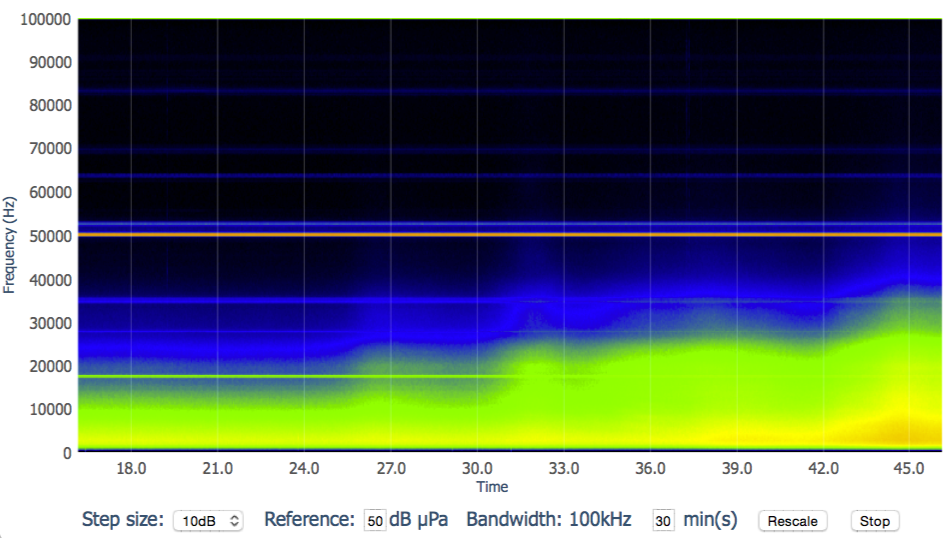 100000
90000
80000
70000
60000
50000
40000
30000
20000
10000
0
Frequency (Hz)
18.0 21.0 24.0 27.0 30.0 33.0 36.0 39.0 42.0 45.0
Time
Step size: 10dB Reference: 50 dB µPa Bandwidth: 100kHz 30 min(s) Rescale Stop